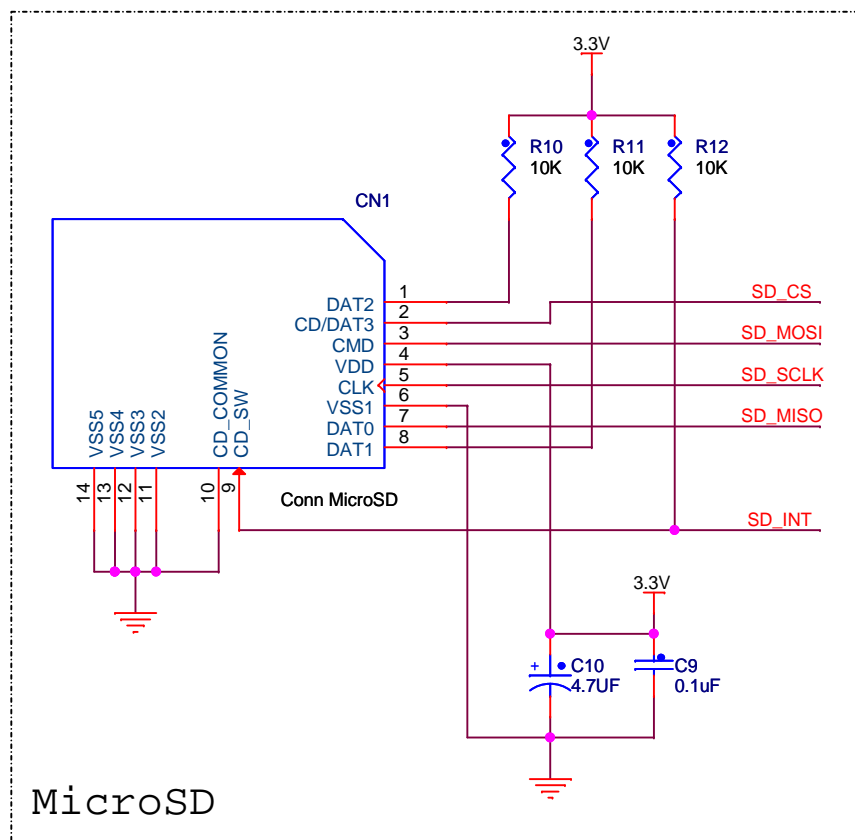 3.3V
R10
10K
R11
10K
R12
10K
CN1
DAT2
1
SD_CS
CD/DAT3
2
CMD
3
SD_MOSI
VDD
4
CLK
5
SD_SCLK
VSS1
6
DAT0
7
SD_MISO
DAT1
8
VSS5
VSS4
VSS3
VSS2
CD_COMMON
CD_SW
14
13
12
11
10
9
Conn MicroSD
SD_INT
3.3V
+
C10
4.7UF
C9
0.1uF
MicroSD